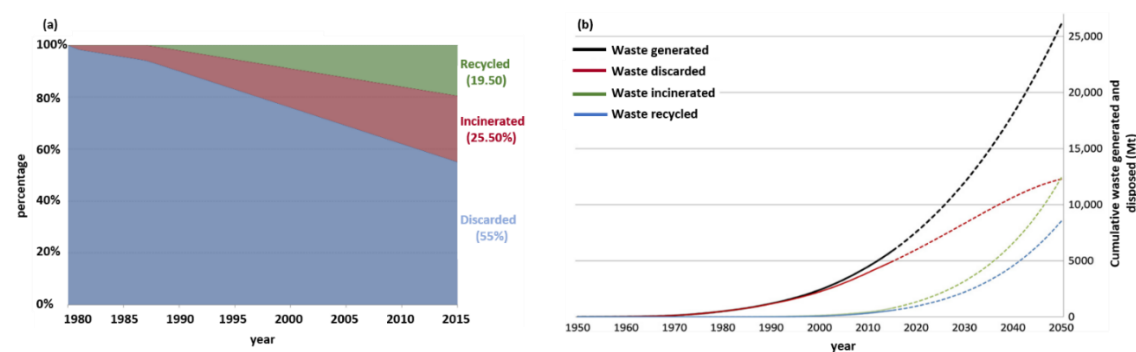 (a)
100%
80%
60%
40%
20%
0%
percentage
1980 1985 1990 1995 2000 2005 2010 2015
year
Recycled
(19.50)
Incinerated
(25.50%)
Discarded
(55%)
(b)
Waste generated
Waste discarded
Waste incinerated
Waste recycled
25,000
20,000
15,000
10,000
5000
0
Cumulative waste generated and
disposed (Mt)
1950 1960 1970 1980 1990 2000 2010 2020 2030 2040 2050
year